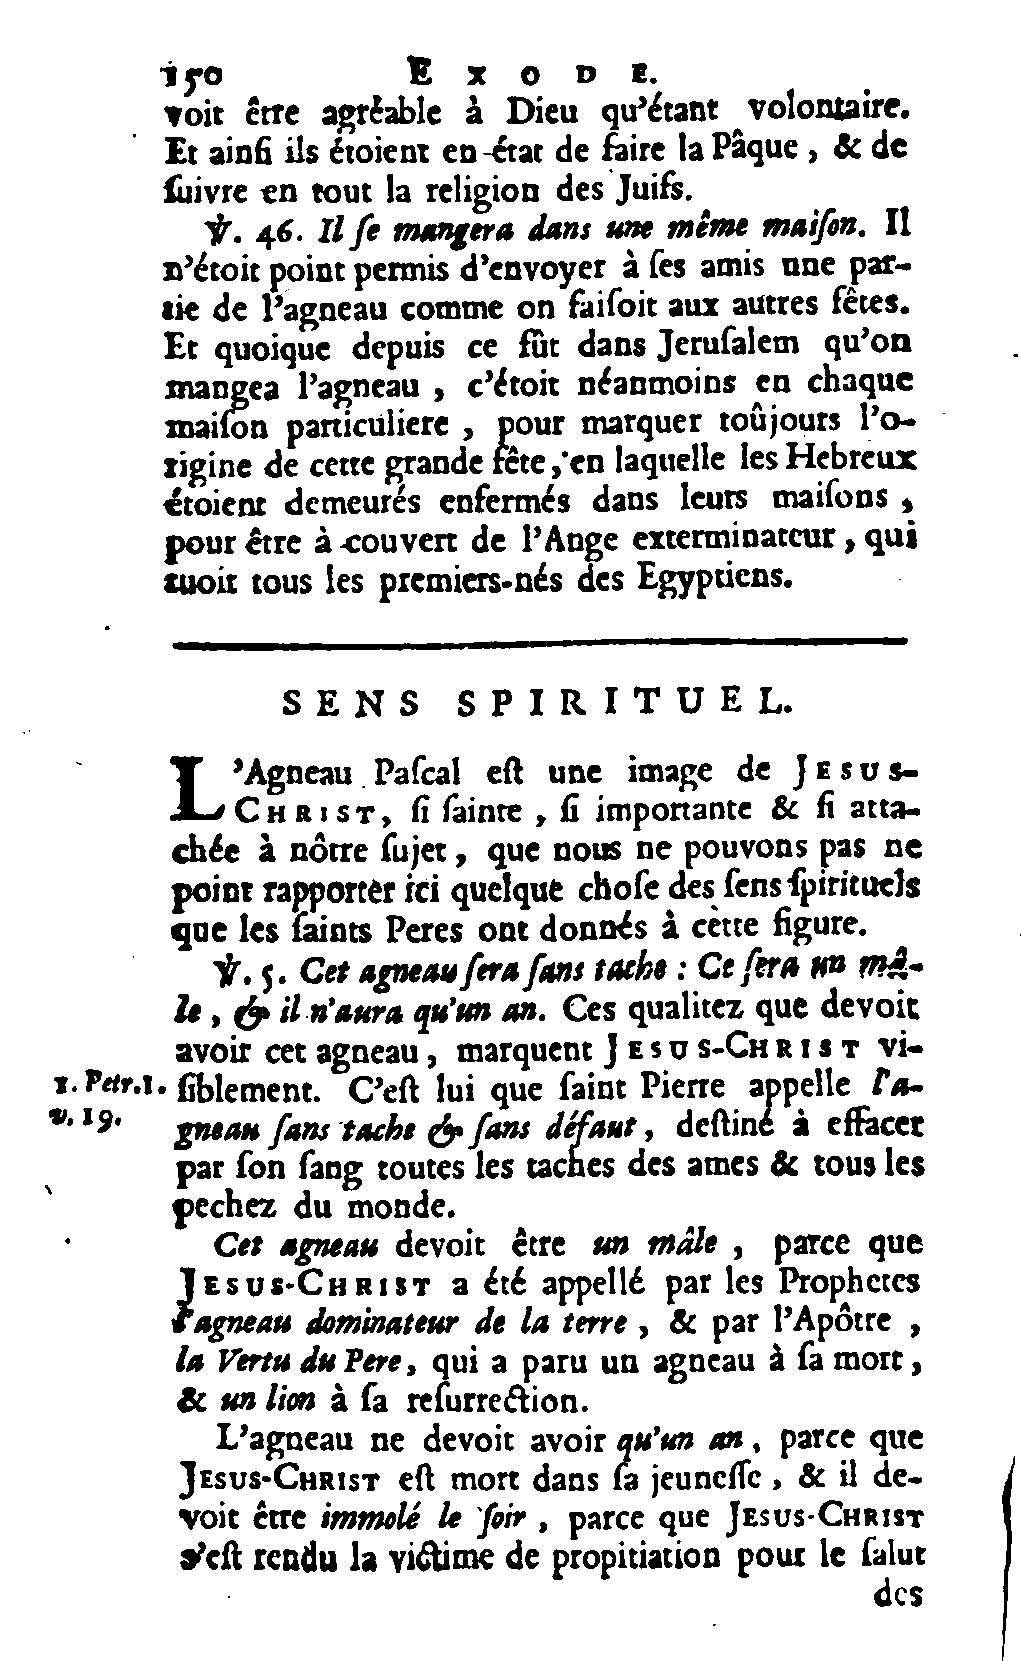 150 EXODE.
voit être agréable à Dieu qu'étant volontaire.
Et ainſi ils étoient en état de faire la Pâque, & de
ſuivre en tout la religion des Juifs.
℣. 46. Il ſe mangera dans une même maiſon. Il
n'étoit point permis d'envoyer à ſes amis une par-
tie de l'agneau comme on faiſoit aux autres fêtes.
Et quoique depuis ce fût dans Jeruſalem qu'on
mangea l'agneau, c'étoit néanmoins en chaque
maiſon particuliere, pour marquer toûjours l'o-
rigine de cette grande fête, en laquelle les Hebreux
étoient demeurés enfermés dans leurs maiſons,
pour être à couvert de l'Ange exterminateur, qui
tuoit tous les premiers-nés des Egyptiens.
SENS SPIRITUEL.
L'Agneau Paſcal eſt une image de JESUS-
CHRIST, ſi ſainte, ſi importante & ſi atta-
chée à nôtre ſujet, que nous ne pouvons pas ne
point rapporter ici quelque choſe des ſens ſpirituels
que les ſaints Peres ont donnés à cette figure.
℣. 5. Cet agneau ſera ſans tache : Ce ſera un mâ-
le, & il n'aura qu'un an. Ces qualitez que devoit
avoir cet agneau, marquent JESUS-CHRIST vi-
1. Petr. 1. ſiblement. C'eſt lui que ſaint Pierre appelle l'a-
v. 19. gneau ſans tache & ſans défaut, deſtiné à effacer
par ſon ſang toutes les taches des ames & tous les
pechez du monde.
Cet agneau devoit être un mâle, parce que
JESUS-CHRIST a été appellé par les Prophetes
l'agneau dominateur de la terre, & par l'Apôtre,
la Vertu du Pere, qui a paru un agneau à ſa mort,
& un lion à ſa reſurrection.
L'agneau ne devoit avoir qu'un an, parce que
JESUS-CHRIST eſt mort dans ſa jeuneſſe, & il de-
voit être immolé le ſoir, parce que JESUS-CHRIST
s'eſt rendu la victime de propitiation pour le ſalut
des